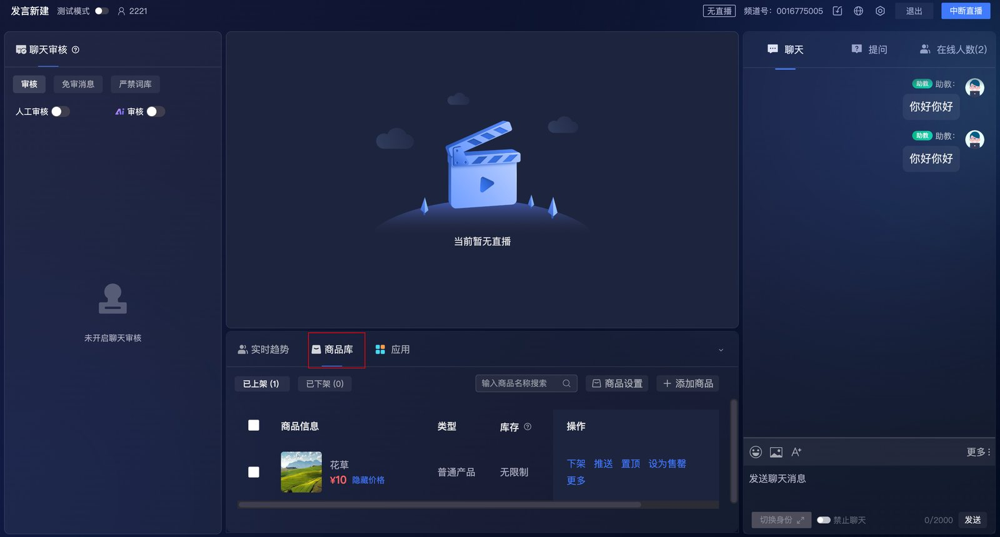 发言新建 测试模式 2221 无直播 频道号：0016775005 退出 中断直播
聊天审核
审核 免审消息 严禁词库
人工审核 Ai 审核
未开启聊天审核
当前暂无直播
实时趋势 商品库 应用
已上架 (1) 已下架 (0) 输入商品名称搜索 商品设置 添加商品
商品信息 类型 库存 操作
花草
¥10 隐藏价格
普通产品 无限制
下架 推送 置顶 设为售罄
更多
聊天 提问 在线人数(2)
助教 助教：
你好你好
助教 助教：
你好你好
A+ 更多
发送聊天消息
切换身份 禁止聊天 0/2000 发送